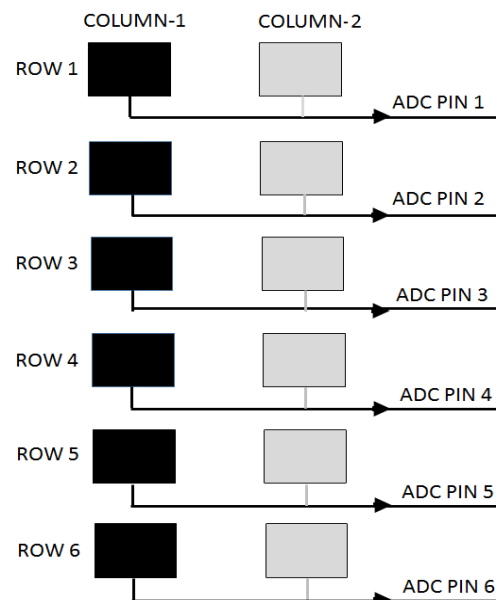 COLUMN-1 COLUMN-2
ROW 1
ADC PIN 1
ROW 2
ADC PIN 2
ROW 3
ADC PIN 3
ROW 4
ADC PIN 4
ROW 5
ADC PIN 5
ROW 6
ADC PIN 6